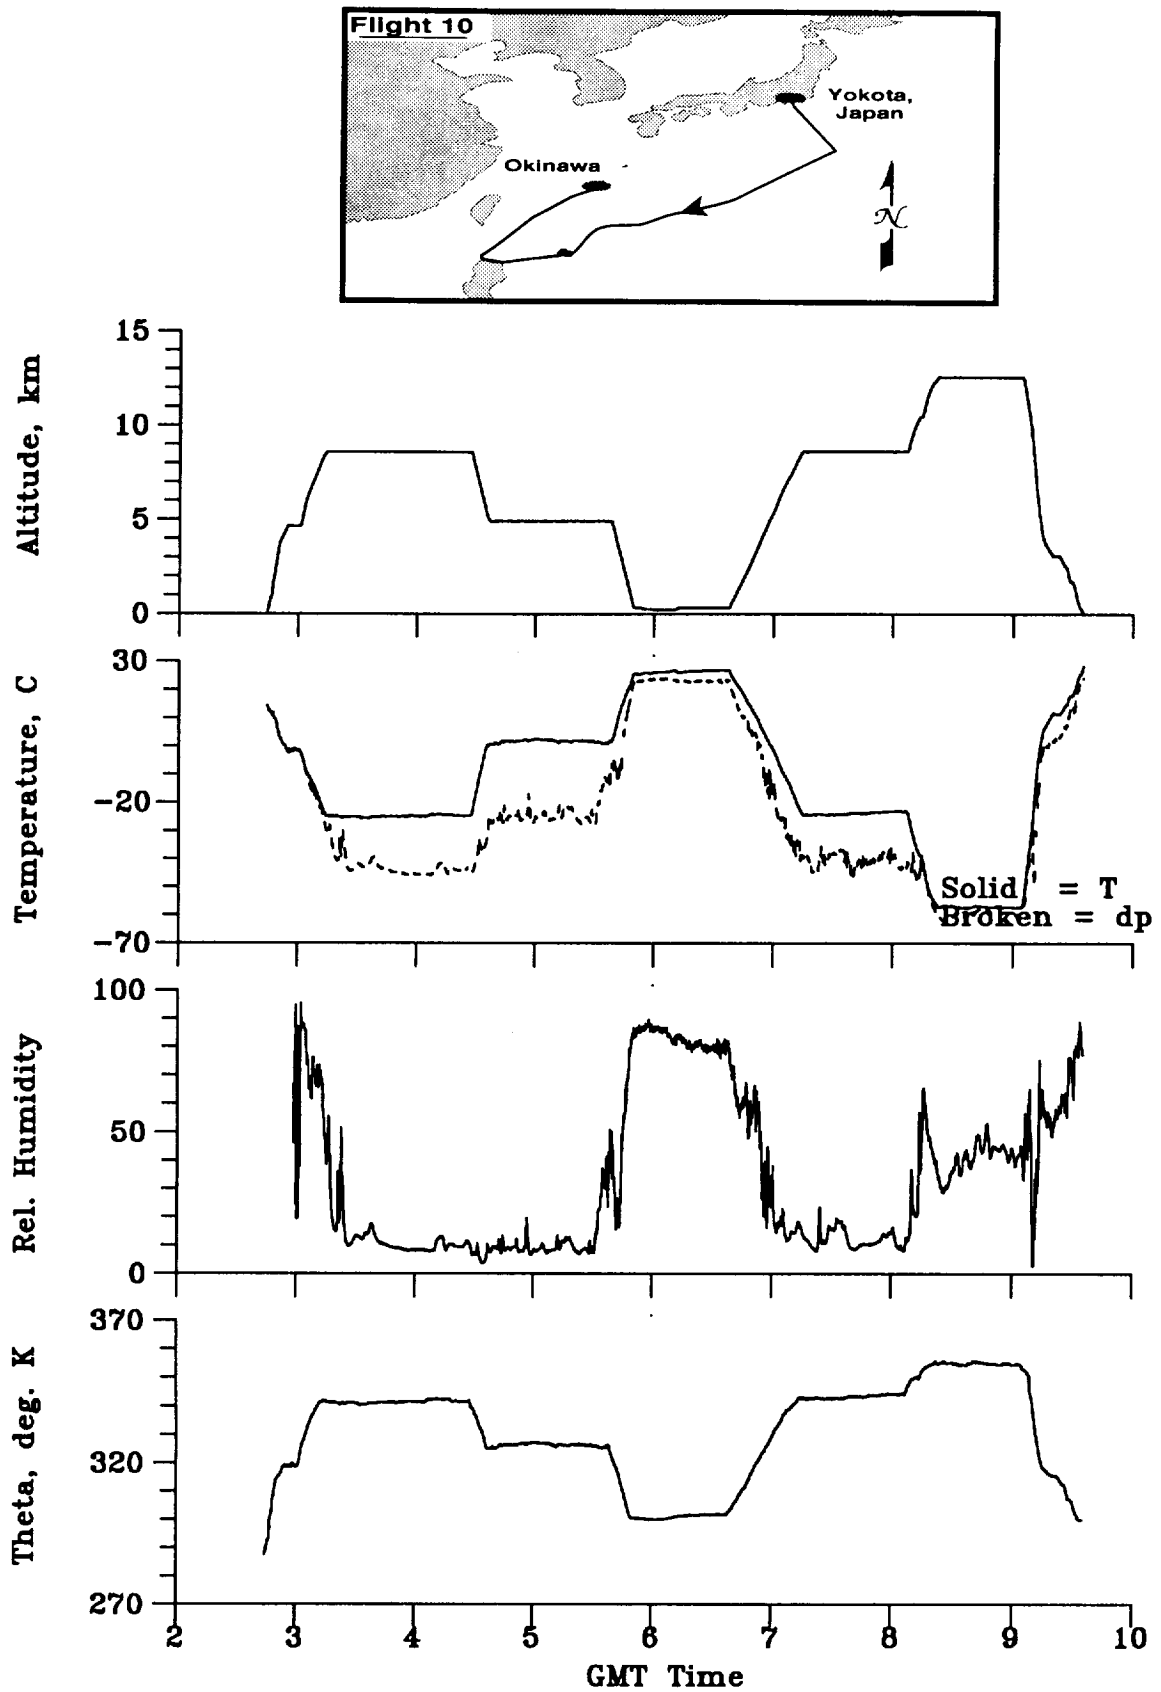 Flight 10
Yokota,
Japan
Okinawa
N
Altitude, km
15
10
5
0
Temperature, C
30
-20
-70
Solid = T
Broken = dp
Rel. Humidity
100
50
0
Theta, deg. K
370
320
270
2 3 4 5 6 7 8 9 10
GMT Time